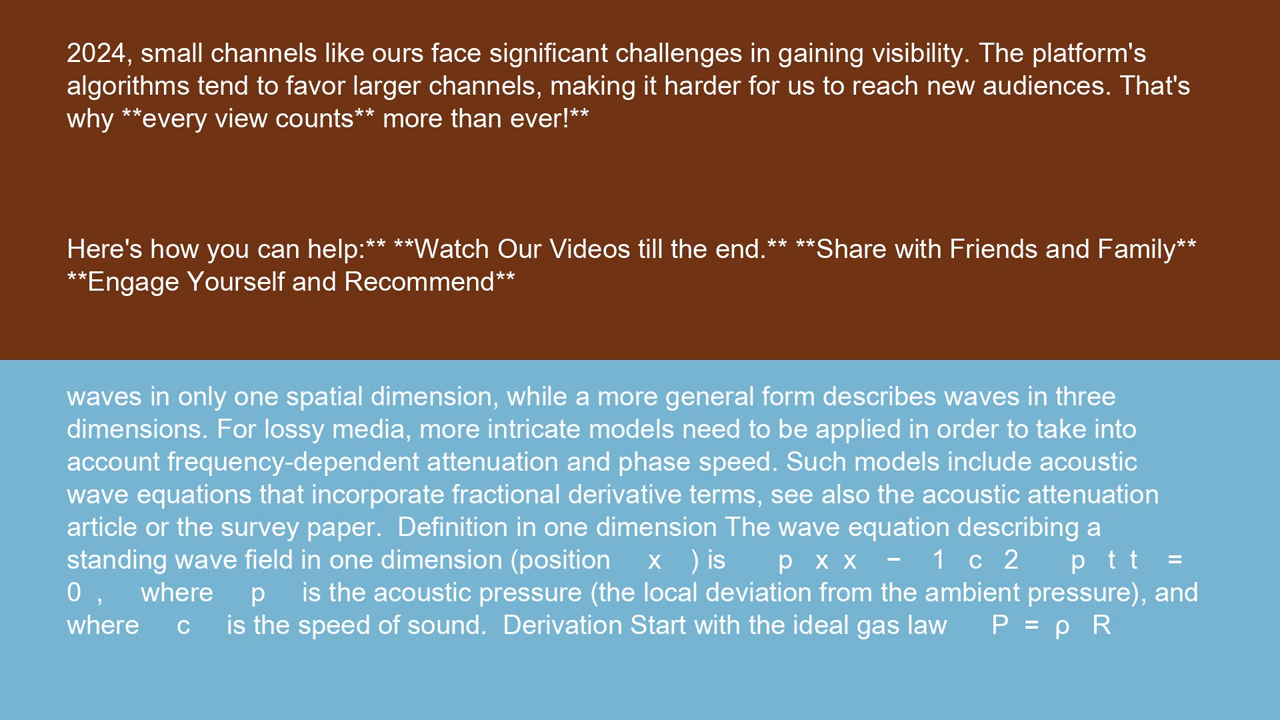 2024, small channels like ours face significant challenges in gaining visibility. The platform's
algorithms tend to favor larger channels, making it harder for us to reach new audiences. That's
why **every view counts** more than ever!**
Here's how you can help:** **Watch Our Videos till the end.** **Share with Friends and Family**
**Engage Yourself and Recommend**
waves in only one spatial dimension, while a more general form describes waves in three
dimensions. For lossy media, more intricate models need to be applied in order to take into
account frequency-dependent attenuation and phase speed. Such models include acoustic
wave equations that incorporate fractional derivative terms, see also the acoustic attenuation
article or the survey paper.  Definition in one dimension The wave equation describing a
standing wave field in one dimension (position     x    ) is       p   x  x    −    1   c   2       p   t  t    =
0  ,     where     p     is the acoustic pressure (the local deviation from the ambient pressure), and
where     c     is the speed of sound.  Derivation Start with the ideal gas law      P  =  ρ   R